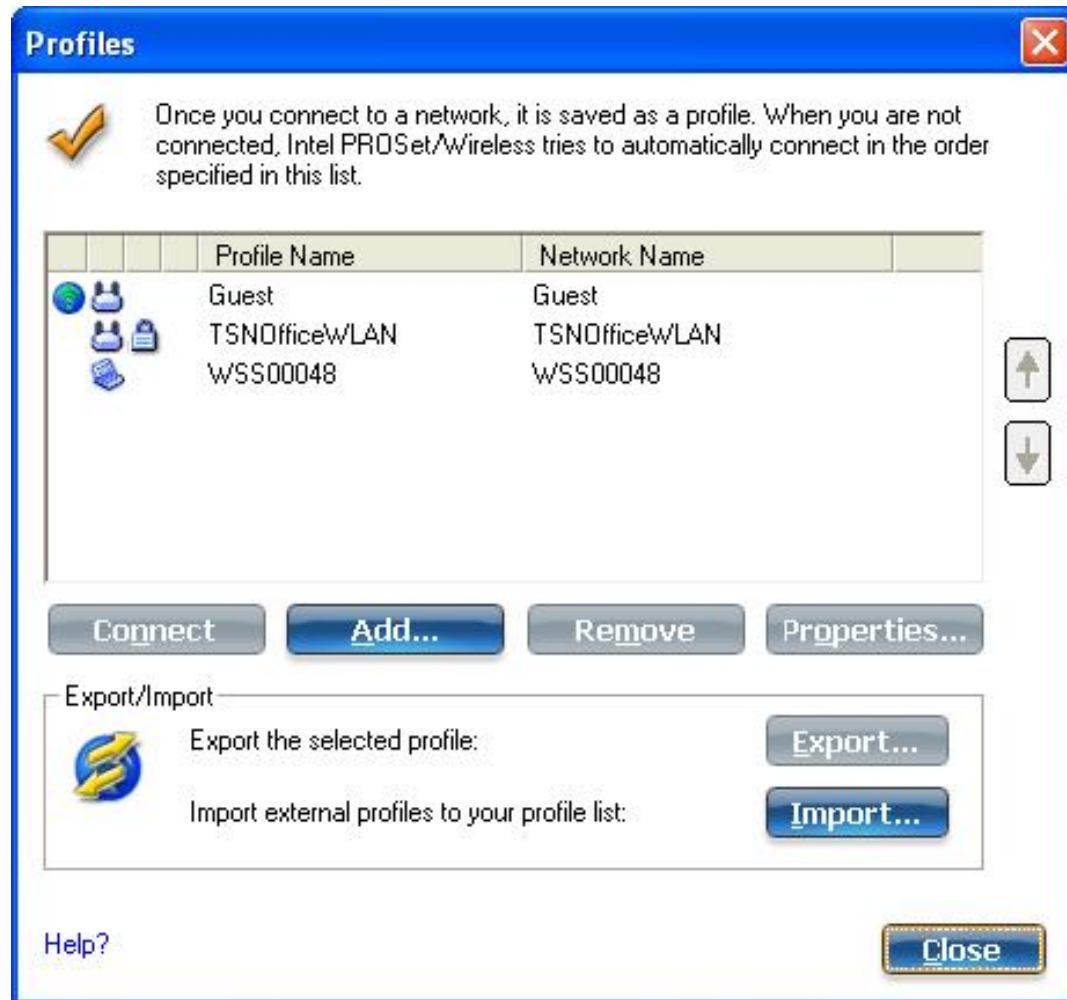 Profiles
Once you connect to a network, it is saved as a profile. When you are not
connected, Intel PROSet/Wireless tries to automatically connect in the order
specified in this list.
Profile Name Network Name
Guest Guest
TSNOfficeWLAN TSNOfficeWLAN
WSS00048 WSS00048
Connect Add... Remove Properties...
Export/Import
Export the selected profile: Export...
Import external profiles to your profile list: Import...
Help? Close